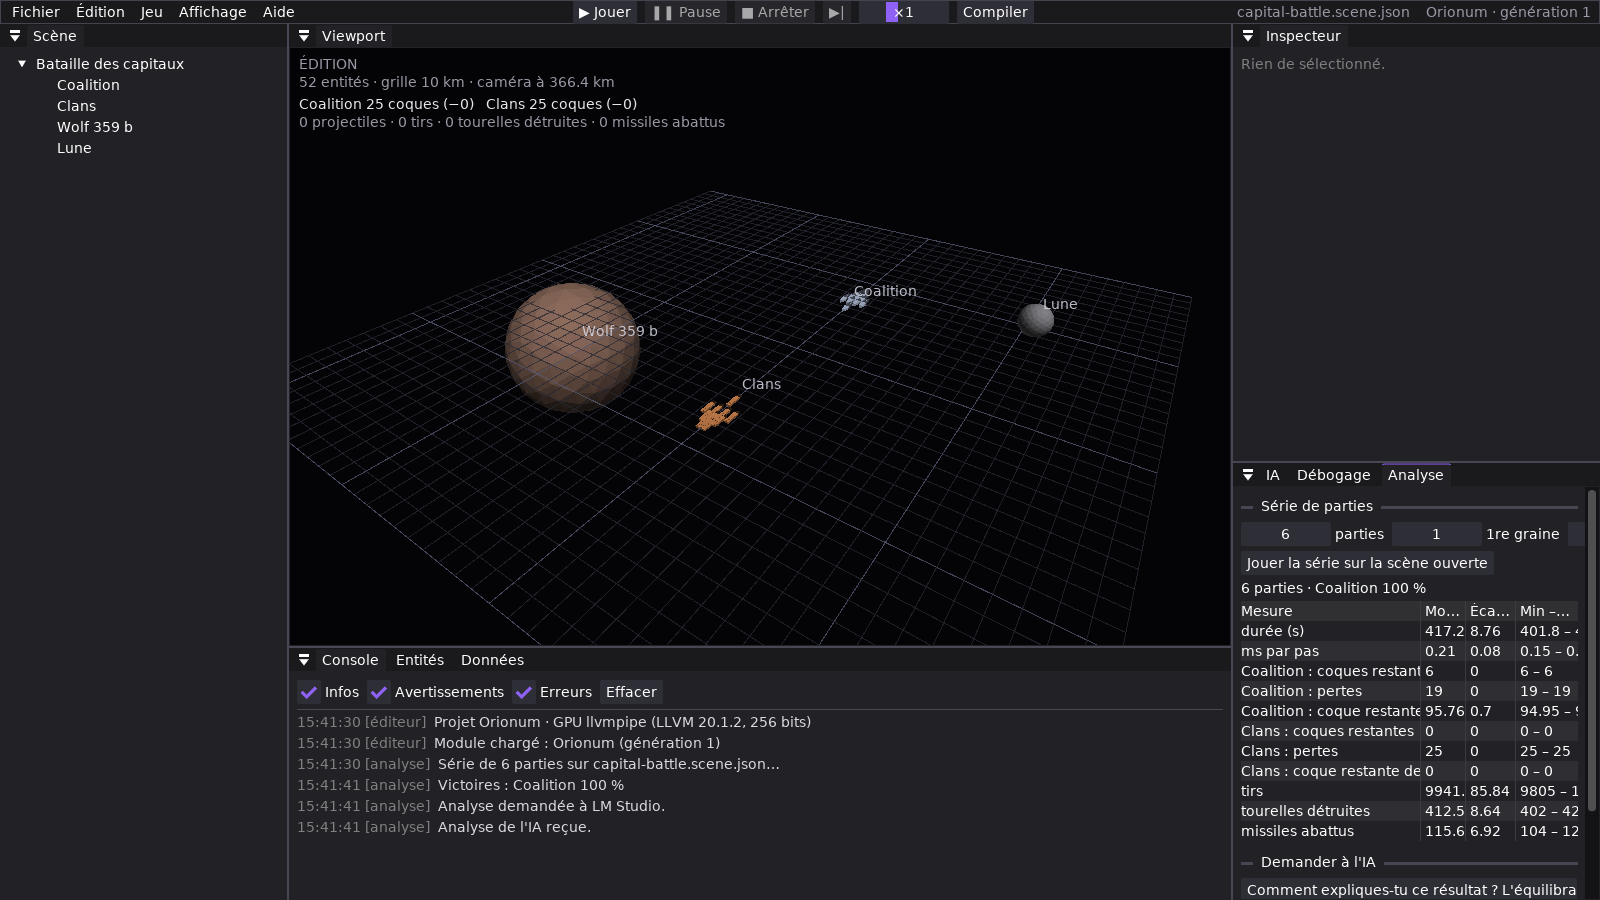 Fichier Édition Jeu Affichage Aide ▶ Jouer ❚❚ Pause ■ Arrêter ▶| ×1 Compiler capital-battle.scene.json Orionum · génération 1
Scène
Bataille des capitaux
Coalition
Clans
Wolf 359 b
Lune
Viewport
ÉDITION
52 entités · grille 10 km · caméra à 366.4 km
Coalition 25 coques (−0) Clans 25 coques (−0)
0 projectiles · 0 tirs · 0 tourelles détruites · 0 missiles abattus
Coalition
Lune
Wolf 359 b
Clans
Console Entités Données
Infos Avertissements Erreurs Effacer
15:41:30 [éditeur] Projet Orionum · GPU llvmpipe (LLVM 20.1.2, 256 bits)
15:41:30 [éditeur] Module chargé : Orionum (génération 1)
15:41:30 [analyse] Série de 6 parties sur capital-battle.scene.json...
15:41:41 [analyse] Victoires : Coalition 100 %
15:41:41 [analyse] Analyse demandée à LM Studio.
15:41:41 [analyse] Analyse de l'IA reçue.
Inspecteur
Rien de sélectionné.
IA Débogage Analyse
Série de parties
6 parties 1 1re graine
Jouer la série sur la scène ouverte
6 parties · Coalition 100 %
Mesure Mo... Éca... Min –...
durée (s) 417.2 8.76 401.8 –
ms par pas 0.21 0.08 0.15 – 0.
Coalition : coques restant 6 0 6 – 6
Coalition : pertes 19 0 19 – 19
Coalition : coque restante 95.76 0.7 94.95 –
Clans : coques restantes 0 0 0 – 0
Clans : pertes 25 0 25 – 25
Clans : coque restante de 0 0 0 – 0
tirs 9941. 85.84 9805 – 1
tourelles détruites 412.5 8.64 402 – 42
missiles abattus 115.6 6.92 104 – 12
Demander à l'IA
Comment expliques-tu ce résultat ? L'équilibra